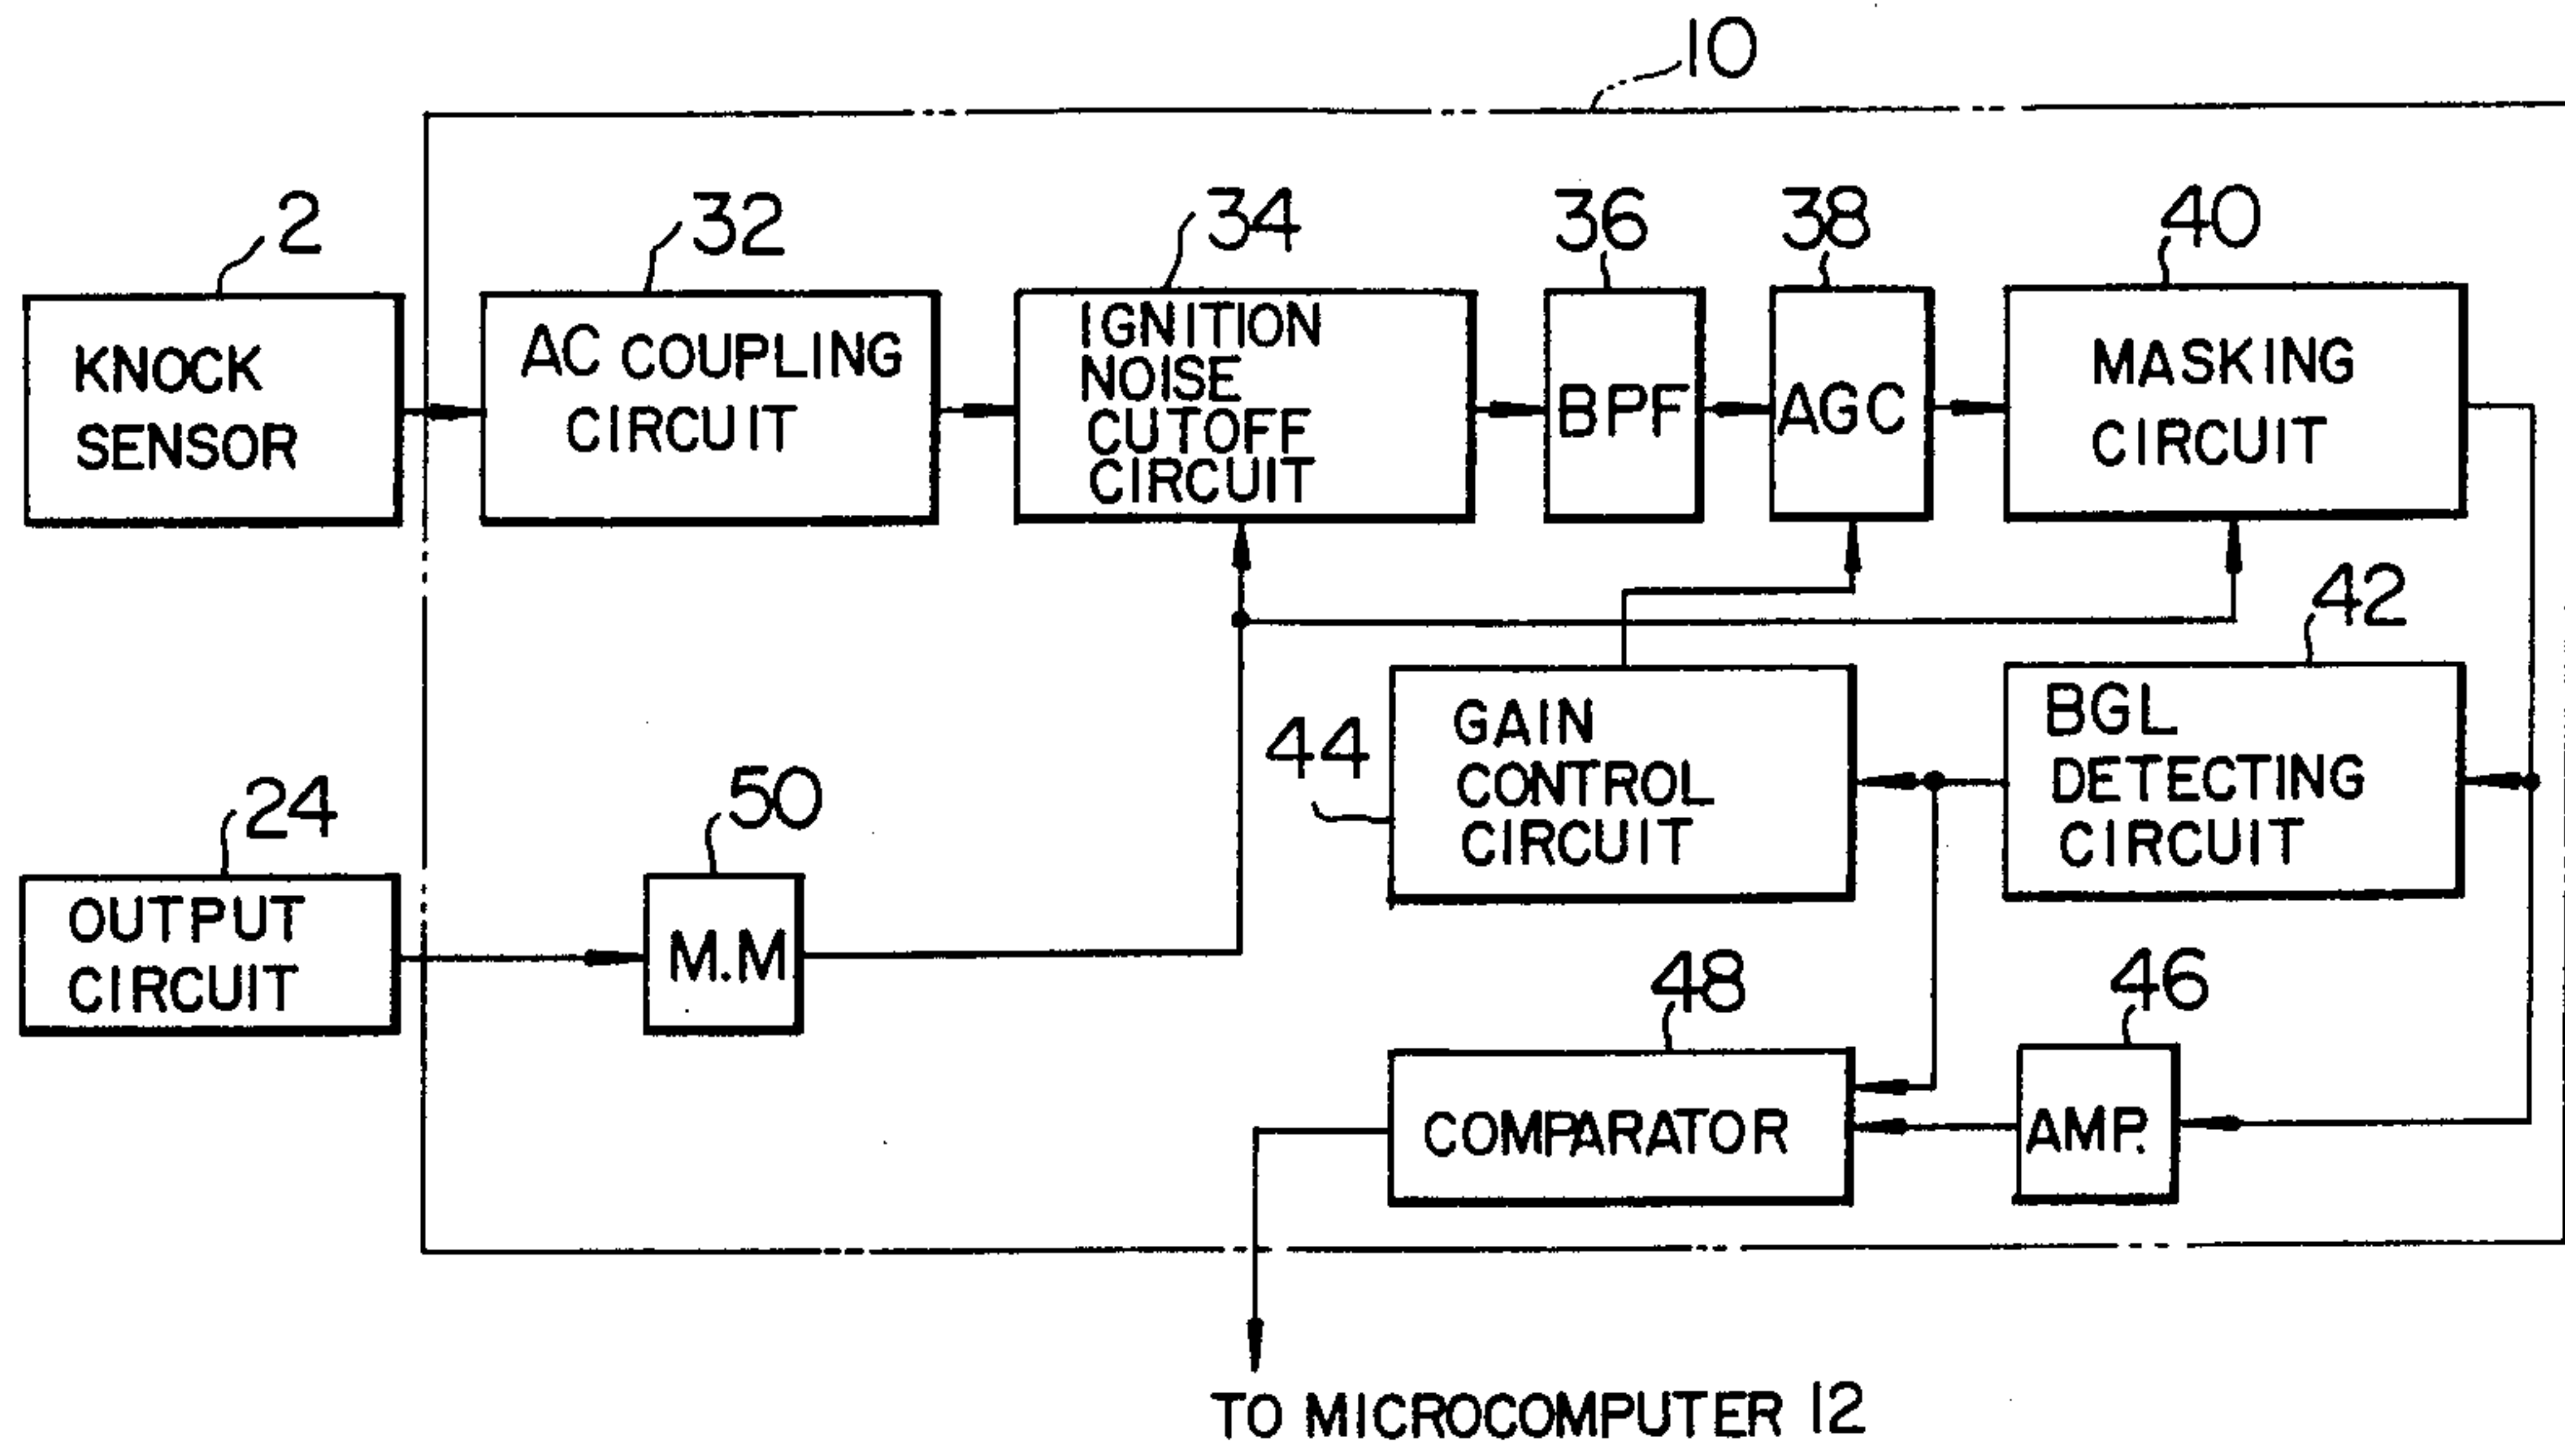 10
2
32
34
36
38
40
KNOCK
SENSOR
AC COUPLING
CIRCUIT
IGNITION
NOISE
CUTOFF
CIRCUIT
BPF
AGC
MASKING
CIRCUIT
42
44
GAIN
CONTROL
CIRCUIT
BGL
DETECTING
CIRCUIT
24
50
OUTPUT
CIRCUIT
M.M
48
46
COMPARATOR
AMP.
TO MICROCOMPUTER 12